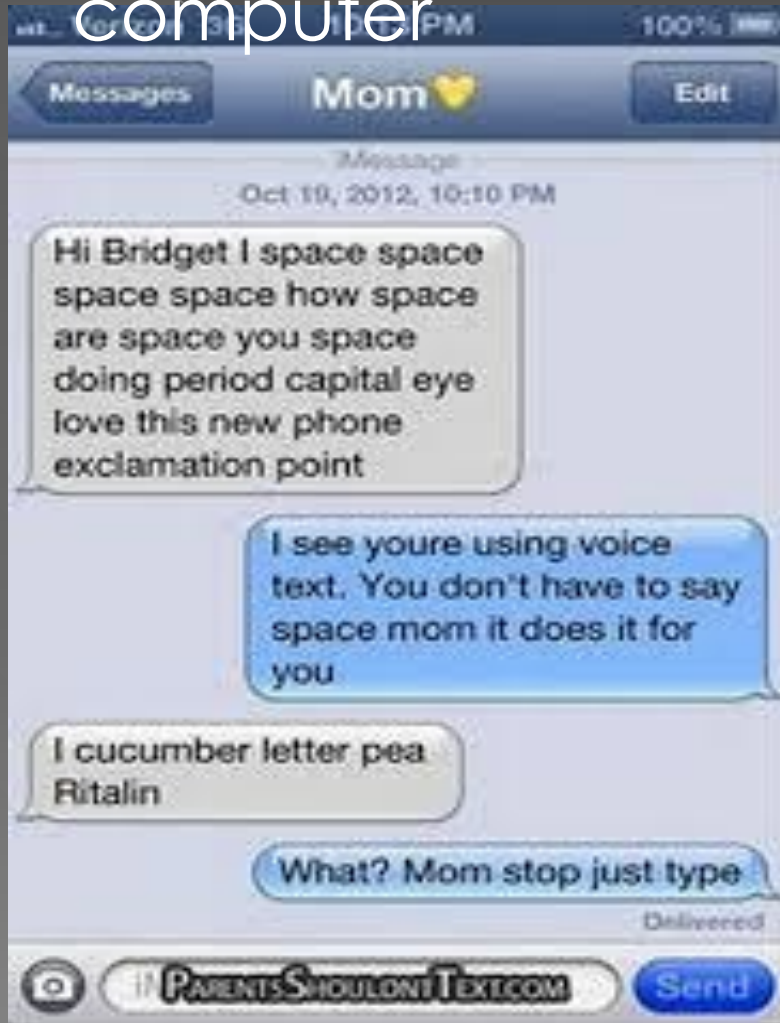 computer
100%
Messages
Mom💛
Edit
iMessage
Oct 19, 2012, 10:10 PM
Hi Bridget I space space
space space how space
are space you space
doing period capital eye
love this new phone
exclamation point
I see youre using voice
text. You don't have to say
space mom it does it for
you
I cucumber letter pea
Ritalin
What? Mom stop just type
Delivered
PARENTSSHOULDNTTEXT.COM
Send